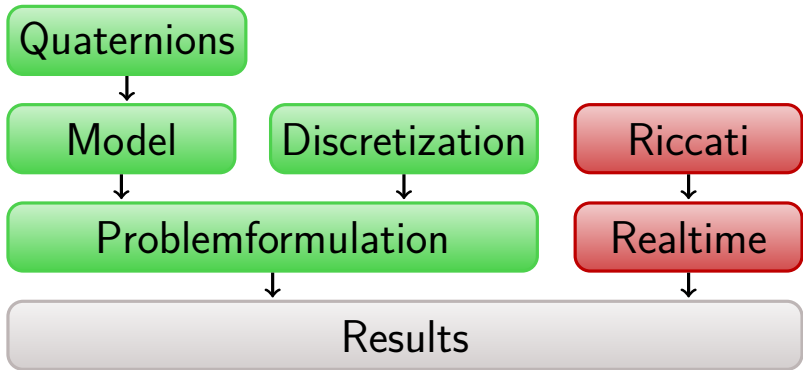 Quaternions
Model
Discretization
Riccati
Problemformulation
Realtime
Results